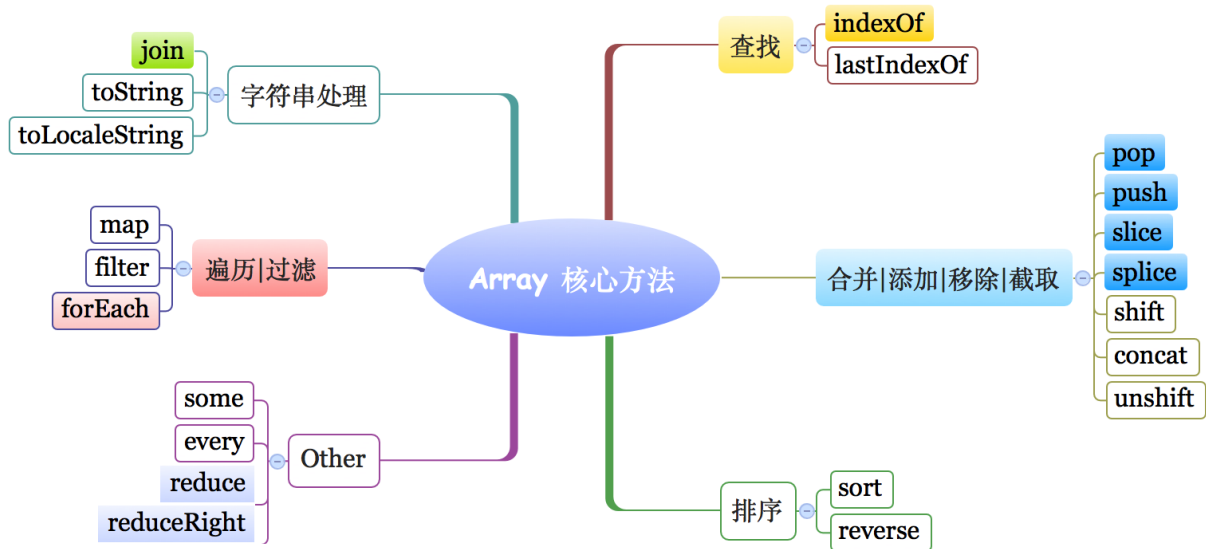 Array 核心方法
字符串处理
join
toString
toLocaleString
遍历|过滤
map
filter
forEach
Other
some
every
reduce
reduceRight
查找
indexOf
lastIndexOf
合并|添加|移除|截取
pop
push
slice
splice
shift
concat
unshift
排序
sort
reverse